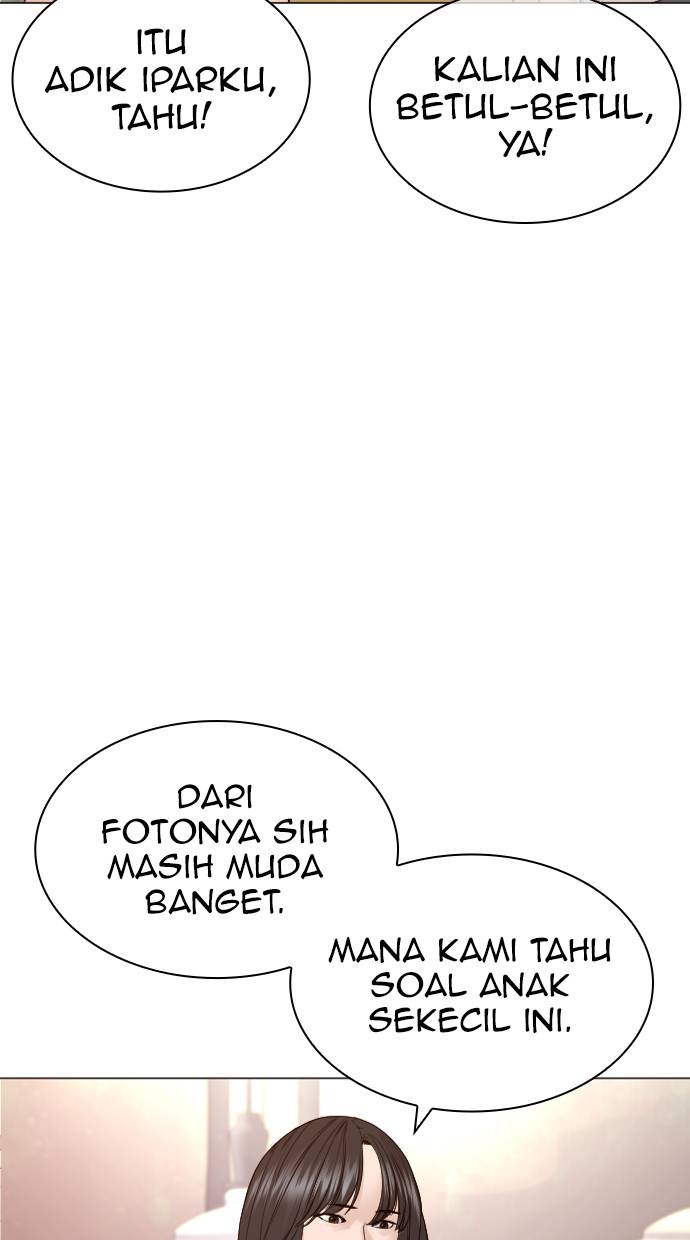 ITU
ADIK IPARKU,
TAHU!
KALIAN INI
BETUL-BETUL,
YA!
DARI
FOTONYA SIH
MASIH MUDA
BANGET.
MANA KAMI TAHU
SOAL ANAK
SEKECIL INI.